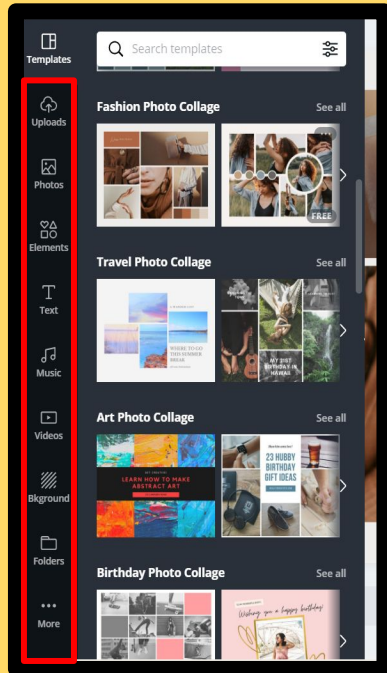 Templates
Search templates
Uploads
Photos
Elements
Text
Music
Videos
Bkground
Folders
More
Fashion Photo Collage See all
FREE
Travel Photo Collage See all
WHERE TO GO
THIS SUMMER
BREAK
MY 21ST
BIRTHDAY IN
HAWAII
Art Photo Collage See all
LEARN HOW TO MAKE
ABSTRACT ART
23 HUBBY
BIRTHDAY
GIFT IDEAS
Birthday Photo Collage See all
Wishing you a happy birthday!